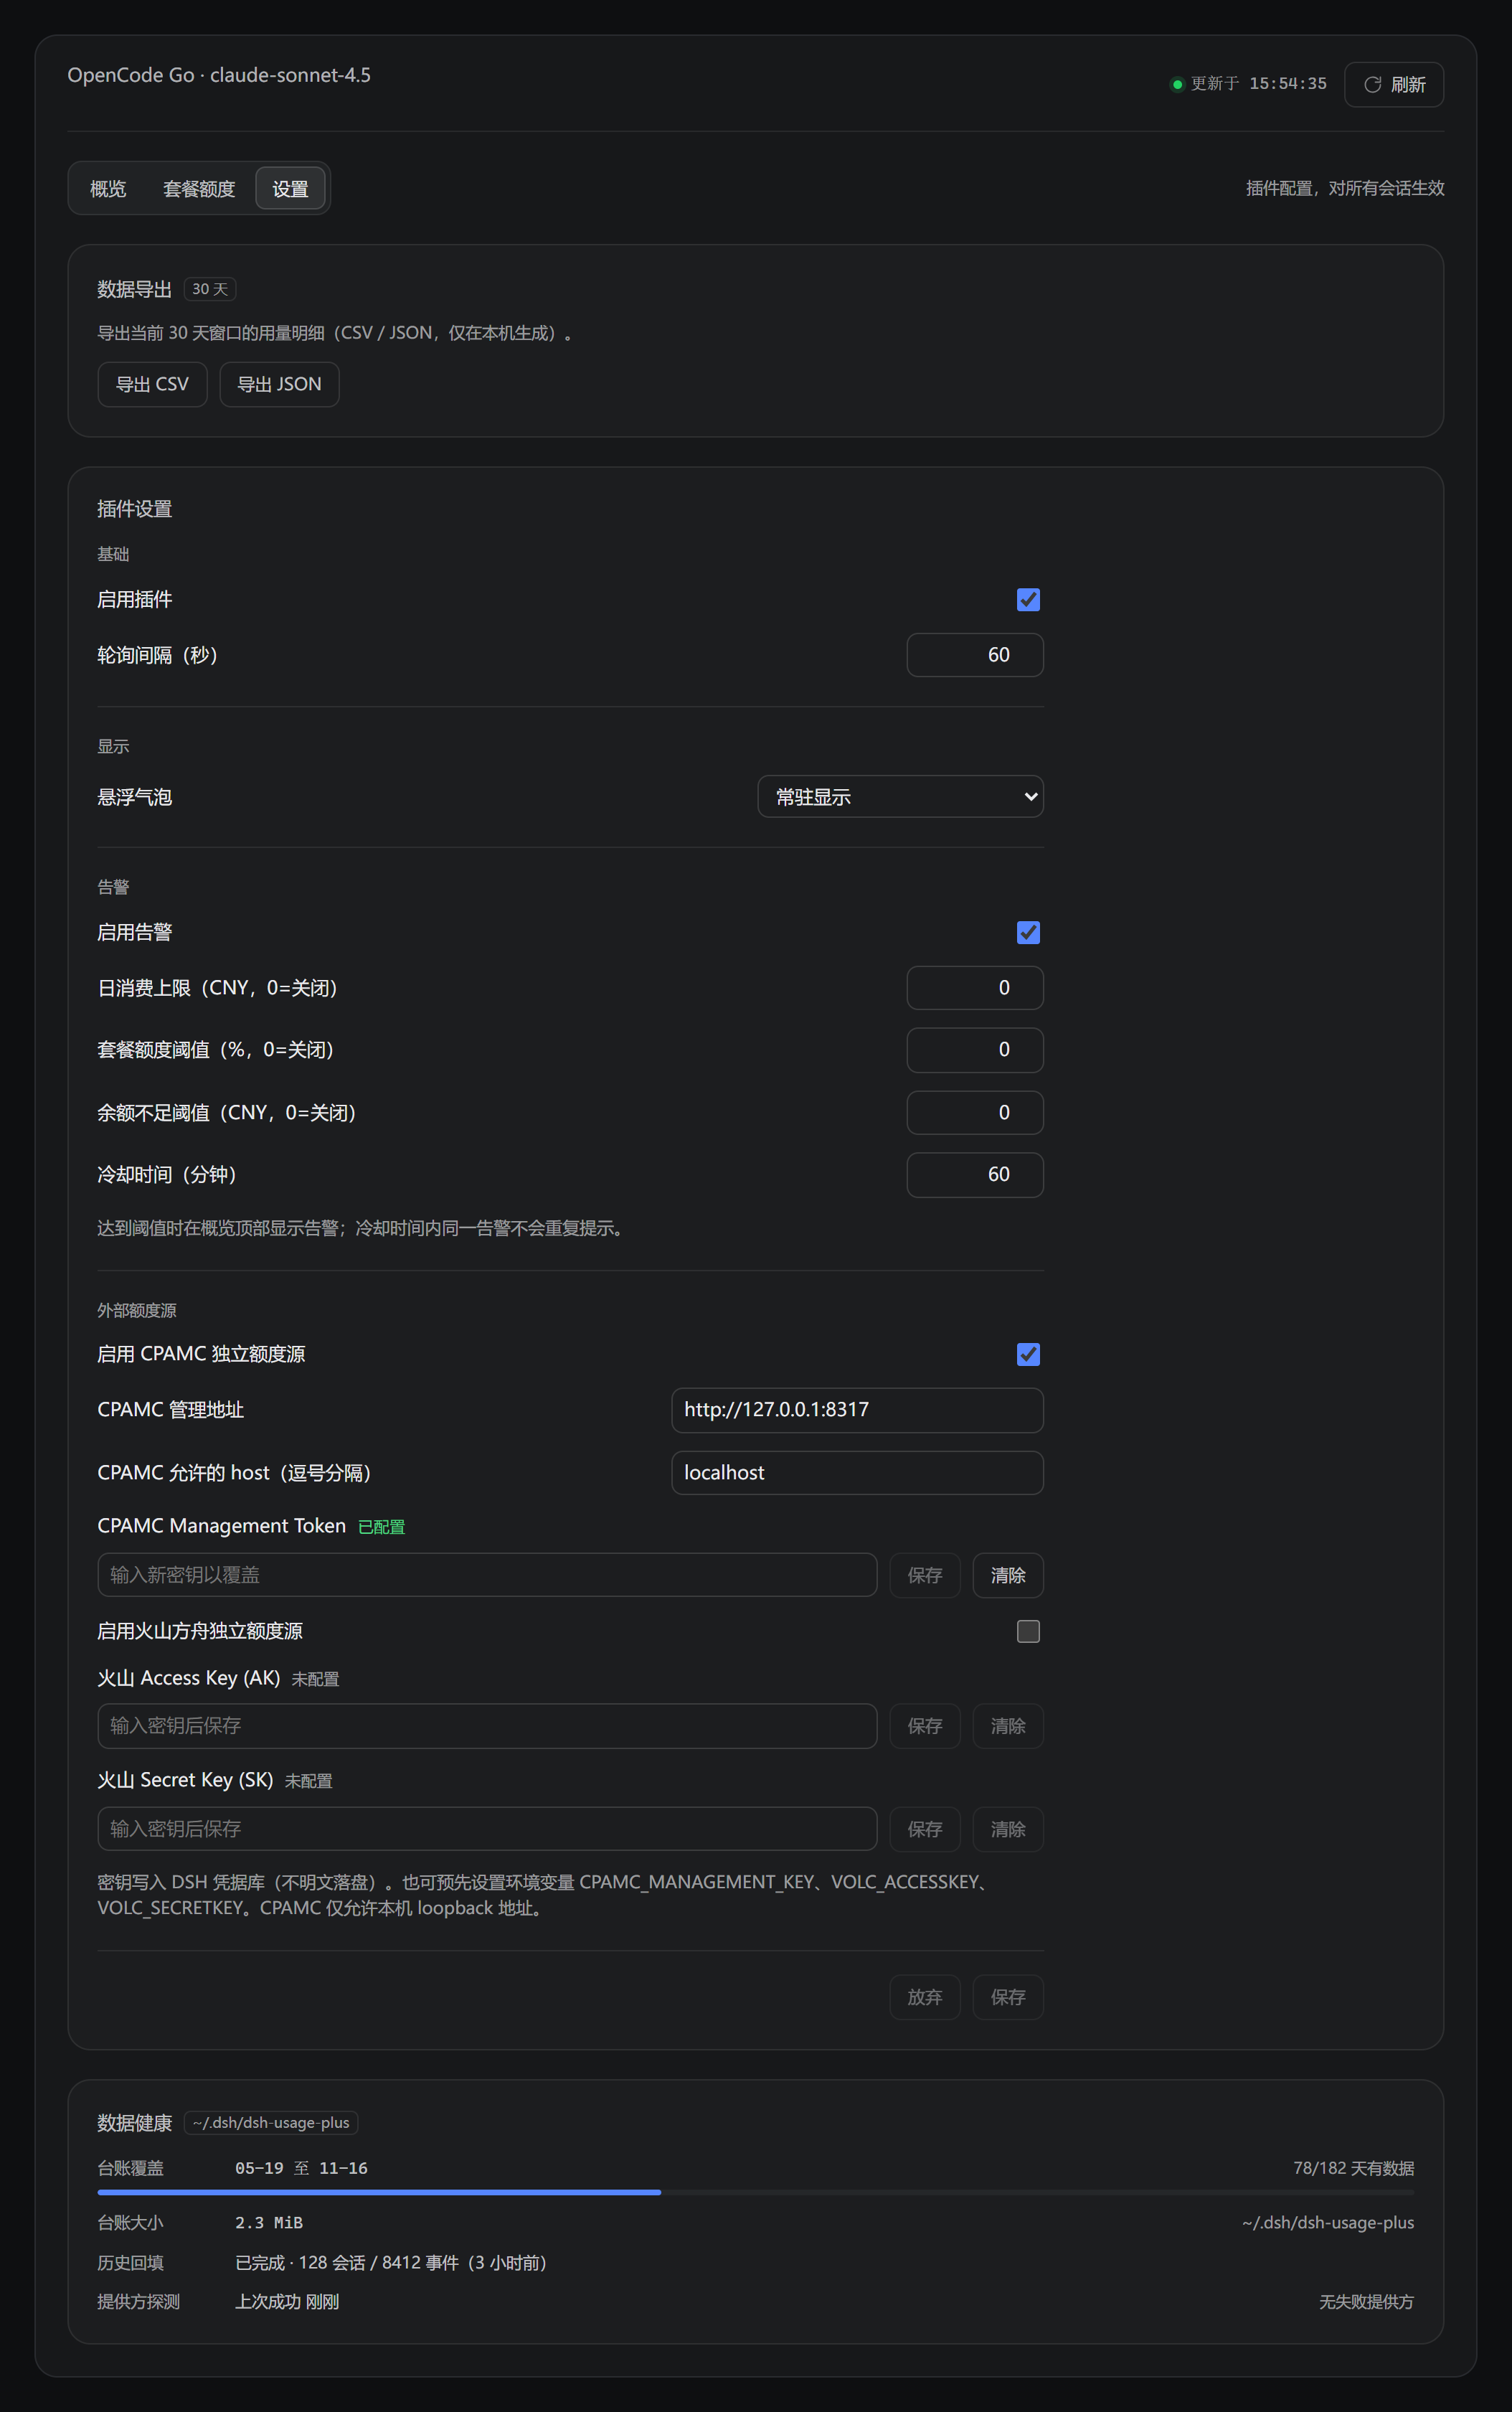 OpenCode Go · claude-sonnet-4.5
更新于 15:54:35
刷新
概览 套餐额度 设置
插件配置，对所有会话生效
数据导出 30 天
导出当前 30 天窗口的用量明细（CSV / JSON，仅在本机生成）。
导出 CSV 导出 JSON
插件设置
基础
启用插件
轮询间隔（秒） 60
显示
悬浮气泡 常驻显示
告警
启用告警
日消费上限（CNY，0=关闭） 0
套餐额度阈值（%，0=关闭） 0
余额不足阈值（CNY，0=关闭） 0
冷却时间（分钟） 60
达到阈值时在概览顶部显示告警；冷却时间内同一告警不会重复提示。
外部额度源
启用 CPAMC 独立额度源
CPAMC 管理地址 http://127.0.0.1:8317
CPAMC 允许的 host（逗号分隔） localhost
CPAMC Management Token 已配置
输入新密钥以覆盖 保存 清除
启用火山方舟独立额度源
火山 Access Key (AK) 未配置
输入密钥后保存 保存 清除
火山 Secret Key (SK) 未配置
输入密钥后保存 保存 清除
密钥写入 DSH 凭据库（不明文落盘）。也可预先设置环境变量 CPAMC_MANAGEMENT_KEY、VOLC_ACCESSKEY、
VOLC_SECRETKEY。CPAMC 仅允许本机 loopback 地址。
放弃 保存
数据健康 ~/.dsh/dsh-usage-plus
台账覆盖 05-19 至 11-16 78/182 天有数据
台账大小 2.3 MiB ~/.dsh/dsh-usage-plus
历史回填 已完成 · 128 会话 / 8412 事件（3 小时前）
提供方探测 上次成功 刚刚 无失败提供方